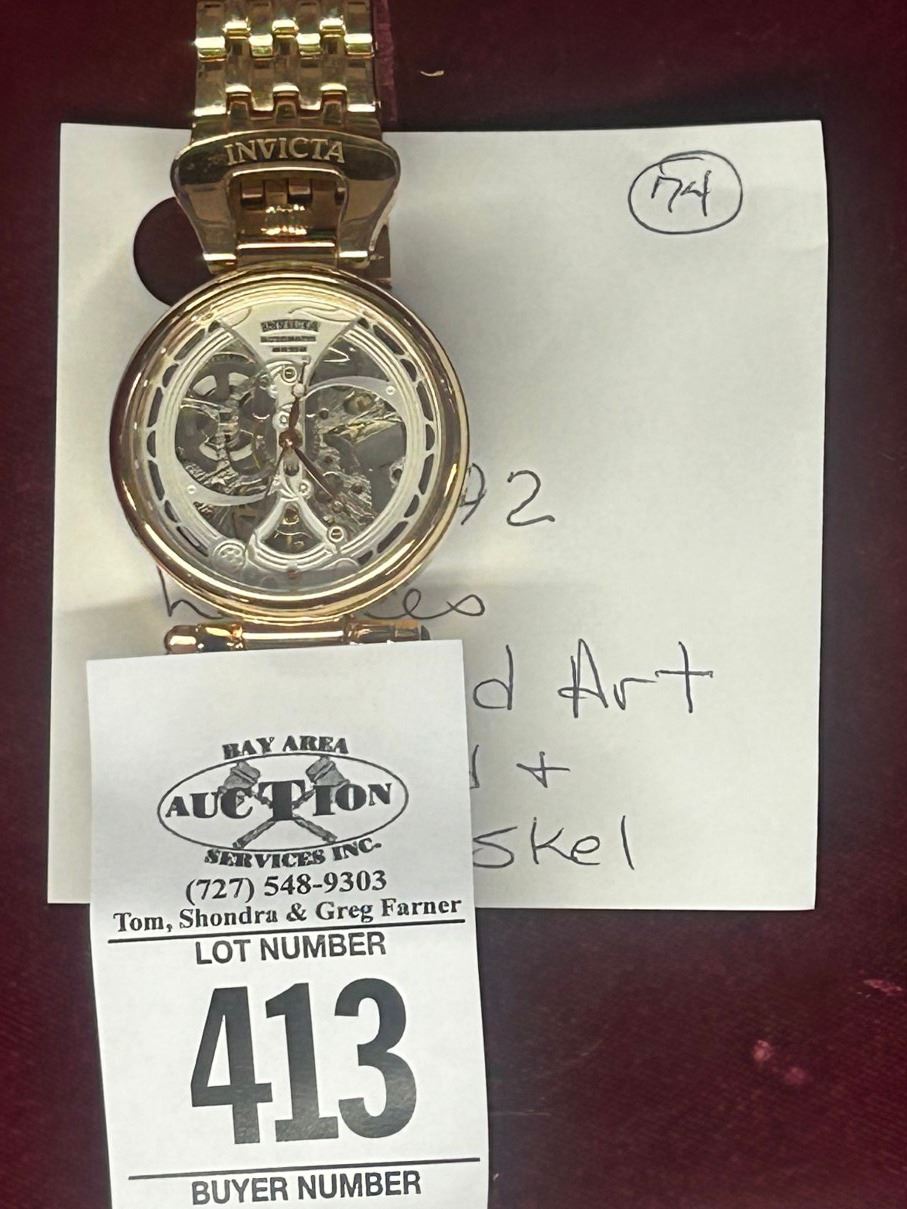 INVICTA
74
INVICTA
AUTOMATIC
92
d Art
+
skel
BAY AREA
AUCTION
SERVICES INC-
(727) 548-9303
Tom, Shondra & Greg Farner
LOT NUMBER
413
BUYER NUMBER